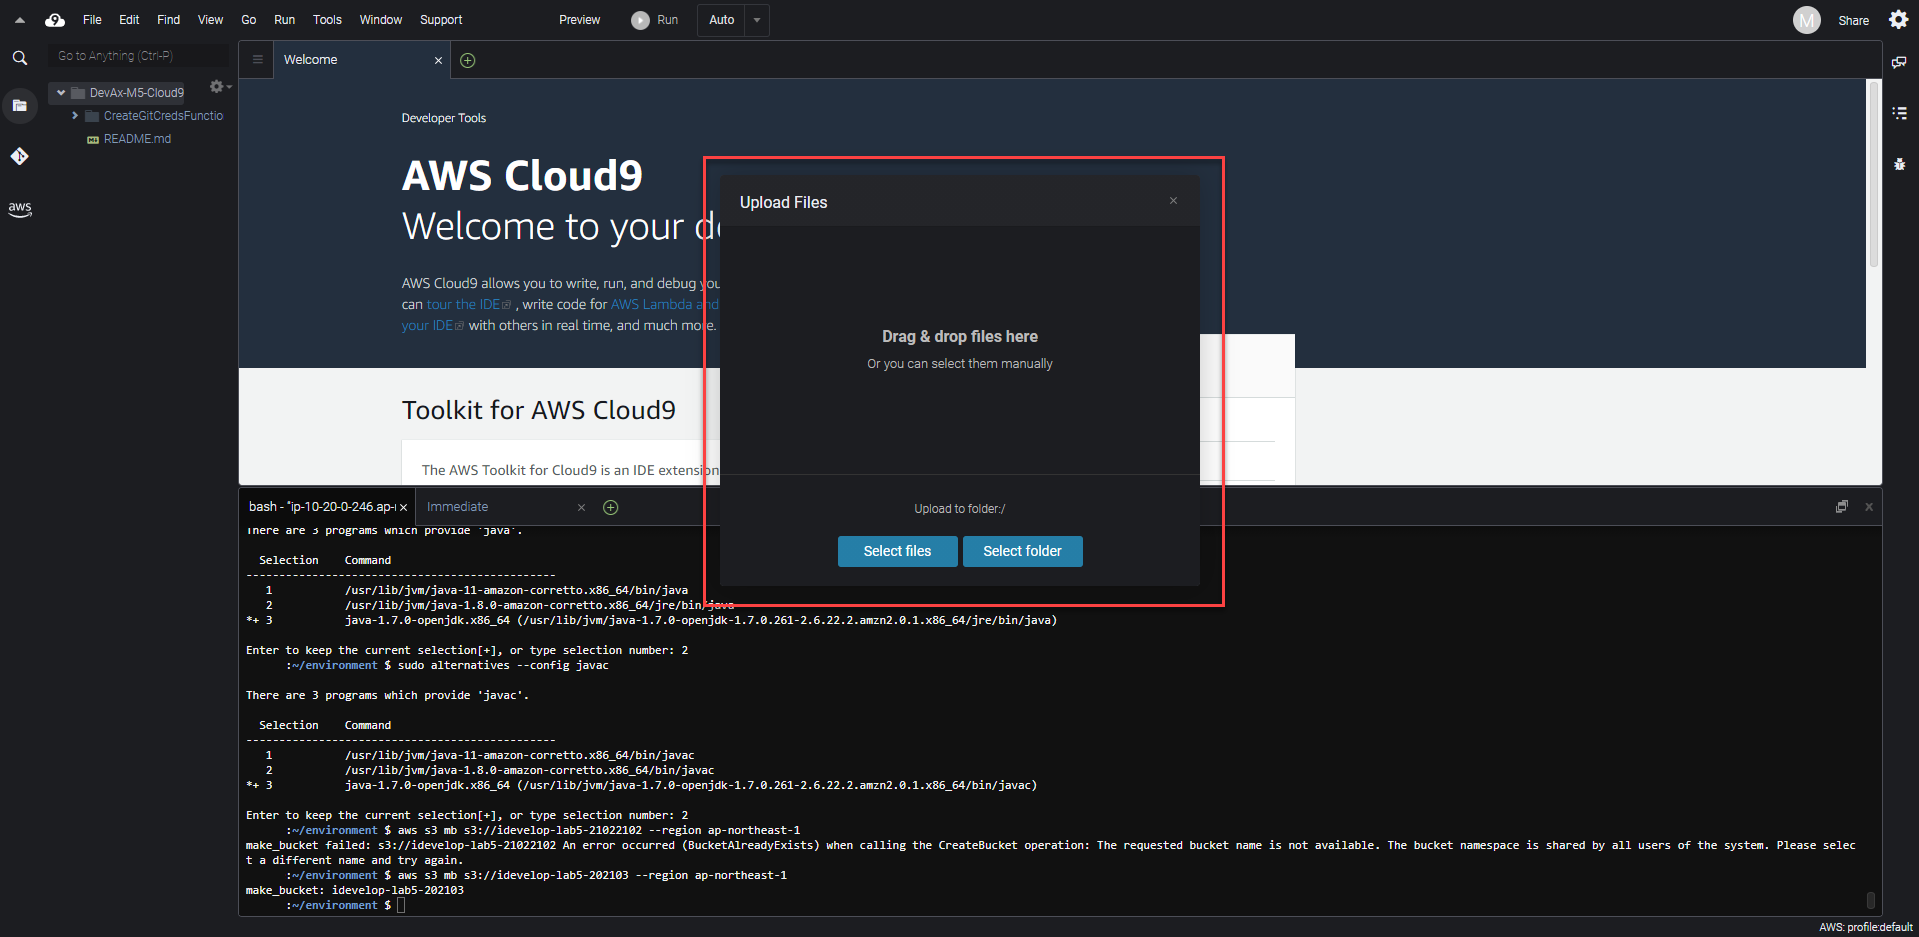 9 File Edit Find View Go Run Tools Window Support Preview Run Auto M Share
Go to Anything (Ctrl-P)
DevAx-M5-Cloud9
CreateGitCredsFunctio
README.md
aws
Welcome
Developer Tools
AWS Cloud9
Welcome to your de
AWS Cloud9 allows you to write, run, and debug you
can tour the IDE , write code for AWS Lambda and
your IDE with others in real time, and much more.
Toolkit for AWS Cloud9
The AWS Toolkit for Cloud9 is an IDE extension
Upload Files
Drag & drop files here
Or you can select them manually
Upload to folder:/
Select files Select folder
bash - "ip-10-20-0-246.ap-r Immediate
There are 3 programs which provide 'java'.
Selection Command
-----------------------------------------------
1 /usr/lib/jvm/java-11-amazon-corretto.x86_64/bin/java
2 /usr/lib/jvm/java-1.8.0-amazon-corretto.x86_64/jre/bin/java
*+ 3 java-1.7.0-openjdk.x86_64 (/usr/lib/jvm/java-1.7.0-openjdk-1.7.0.261-2.6.22.2.amzn2.0.1.x86_64/jre/bin/java)
Enter to keep the current selection[+], or type selection number: 2
:~/environment $ sudo alternatives --config javac
There are 3 programs which provide 'javac'.
Selection Command
-----------------------------------------------
1 /usr/lib/jvm/java-11-amazon-corretto.x86_64/bin/javac
2 /usr/lib/jvm/java-1.8.0-amazon-corretto.x86_64/bin/javac
*+ 3 java-1.7.0-openjdk.x86_64 (/usr/lib/jvm/java-1.7.0-openjdk-1.7.0.261-2.6.22.2.amzn2.0.1.x86_64/bin/javac)
Enter to keep the current selection[+], or type selection number: 2
:~/environment $ aws s3 mb s3://idevelop-lab5-21022102 --region ap-northeast-1
make_bucket failed: s3://idevelop-lab5-21022102 An error occurred (BucketAlreadyExists) when calling the CreateBucket operation: The requested bucket name is not available. The bucket namespace is shared by all users of the system. Please selec
t a different name and try again.
:~/environment $ aws s3 mb s3://idevelop-lab5-202103 --region ap-northeast-1
make_bucket: idevelop-lab5-202103
:~/environment $
AWS: profile:default